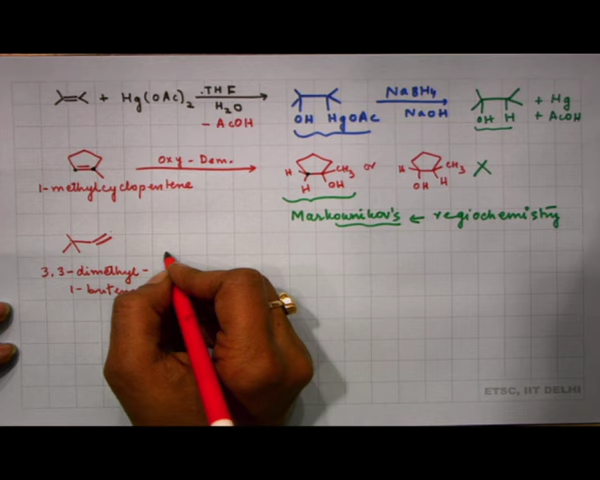 + Hg(OAc)2 THF H2O - AcOH
OH HgOAc
NaBH4 NaOH
OH H
+ Hg
+ AcOH
Oxy-Dem.
1-methylcyclopentene
H CH3 H OH or H CH3 OH H X
Markownikov's ← regiochemistry
3,3-dimethyl-
1-
ETSC, IIT DELHI